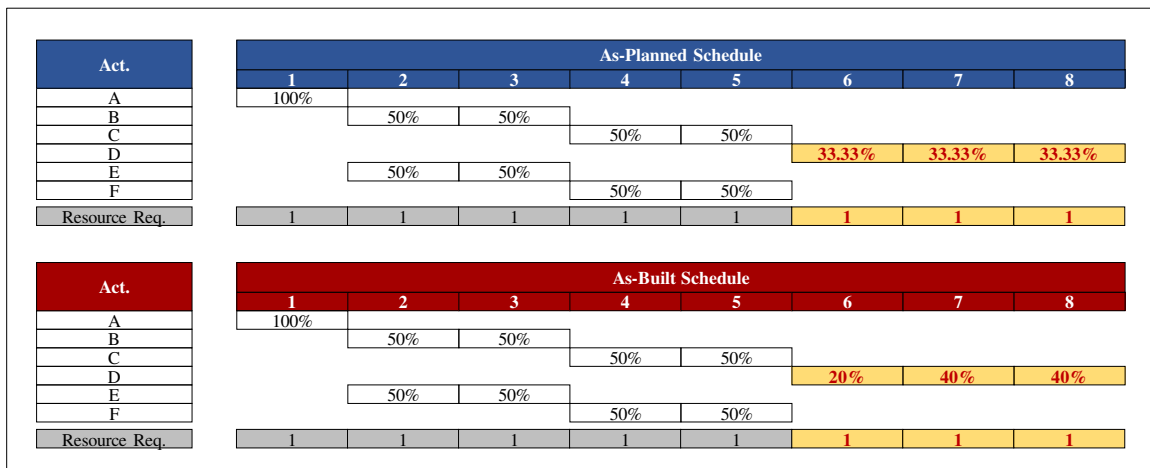 Act. As-Planned Schedule
1 2 3 4 5 6 7 8
A 100%
B 50% 50%
C 50% 50%
D 33.33% 33.33% 33.33%
E 50% 50%
F 50% 50%
Resource Req. 1 1 1 1 1 1 1 1
Act. As-Built Schedule
1 2 3 4 5 6 7 8
A 100%
B 50% 50%
C 50% 50%
D 20% 40% 40%
E 50% 50%
F 50% 50%
Resource Req. 1 1 1 1 1 1 1 1